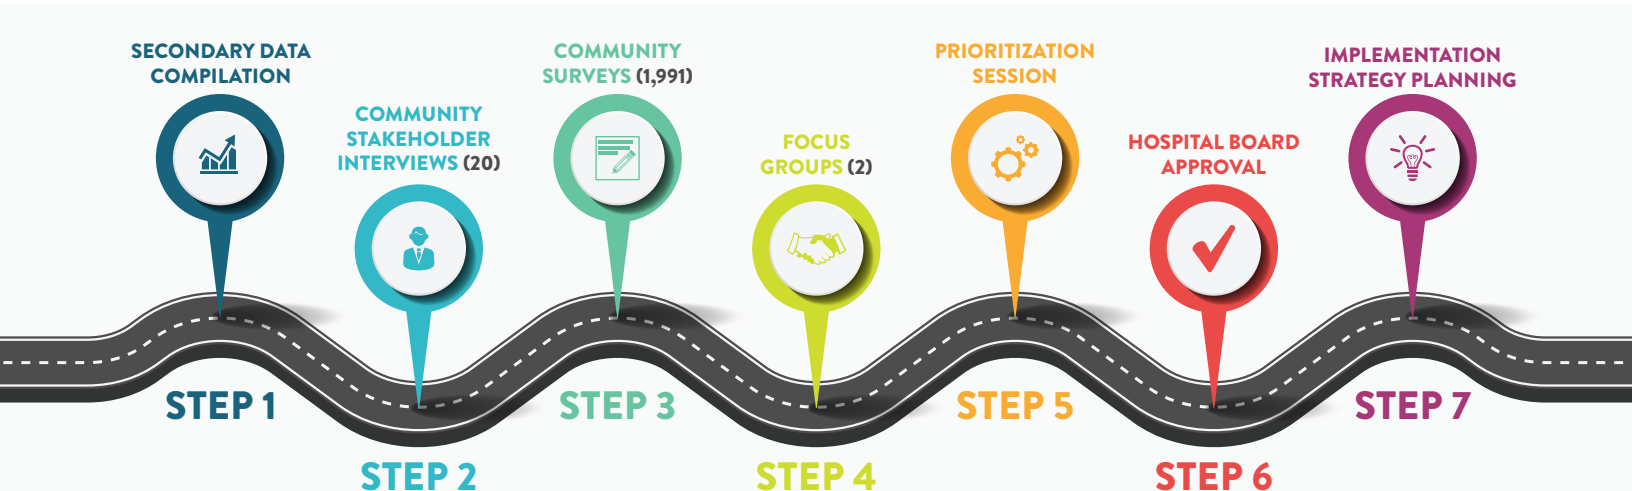 SECONDARY DATA
COMPILATION
STEP 1
COMMUNITY
STAKEHOLDER
INTERVIEWS (20)
STEP 2
COMMUNITY
SURVEYS (1,991)
STEP 3
FOCUS
GROUPS (2)
STEP 4
PRIORITIZATION
SESSION
STEP 5
HOSPITAL BOARD
APPROVAL
STEP 6
IMPLEMENTATION
STRATEGY PLANNING
STEP 7